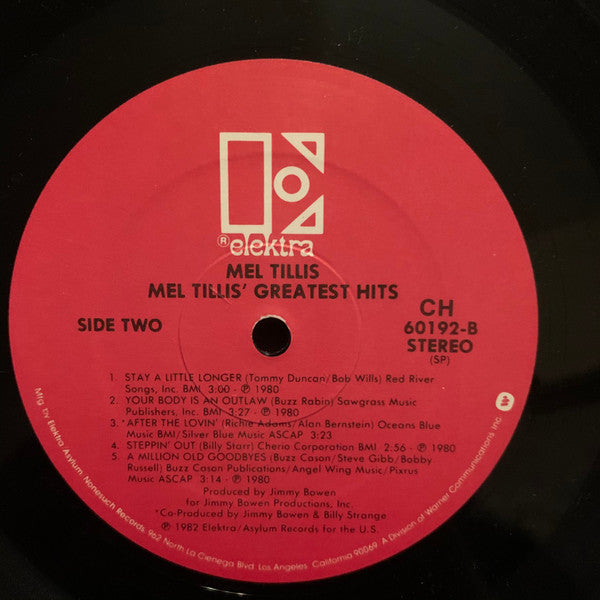 ® elektra
MEL TILLIS
MEL TILLIS' GREATEST HITS
SIDE TWO
CH
60192-B
STEREO
(SP)
1. STAY A LITTLE LONGER (Tommy Duncan/Bob Wills) Red River
Songs, Inc. BMI 3:00 - ℗ 1980
2. YOUR BODY IS AN OUTLAW (Buzz Rabin) Sawgrass Music
Publishers, Inc. BMI 3:27 - ℗ 1980
3. *AFTER THE LOVIN' (Richie Adams/Alan Bernstein) Oceans Blue
Music BMI/Silver Blue Music ASCAP 3:23
4. STEPPIN' OUT (Billy Starr) Cherio Corporation BMI 2:56 - ℗ 1980
5. A MILLION OLD GOODBYES (Buzz Cason/Steve Gibb/Bobby
Russell) Buzz Cason Publications/Angel Wing Music/Pixrus
Music ASCAP 3:14 - ℗ 1980
Produced by Jimmy Bowen
for Jimmy Bowen Productions, Inc.
*Co-Produced by Jimmy Bowen & Billy Strange
℗ 1982 Elektra/Asylum Records for the U.S.
Mfg. by Elektra/Asylum/Nonesuch Records, 962 North La Cienega Blvd. Los Angeles, California 90069. A Division of Warner Communications Inc.